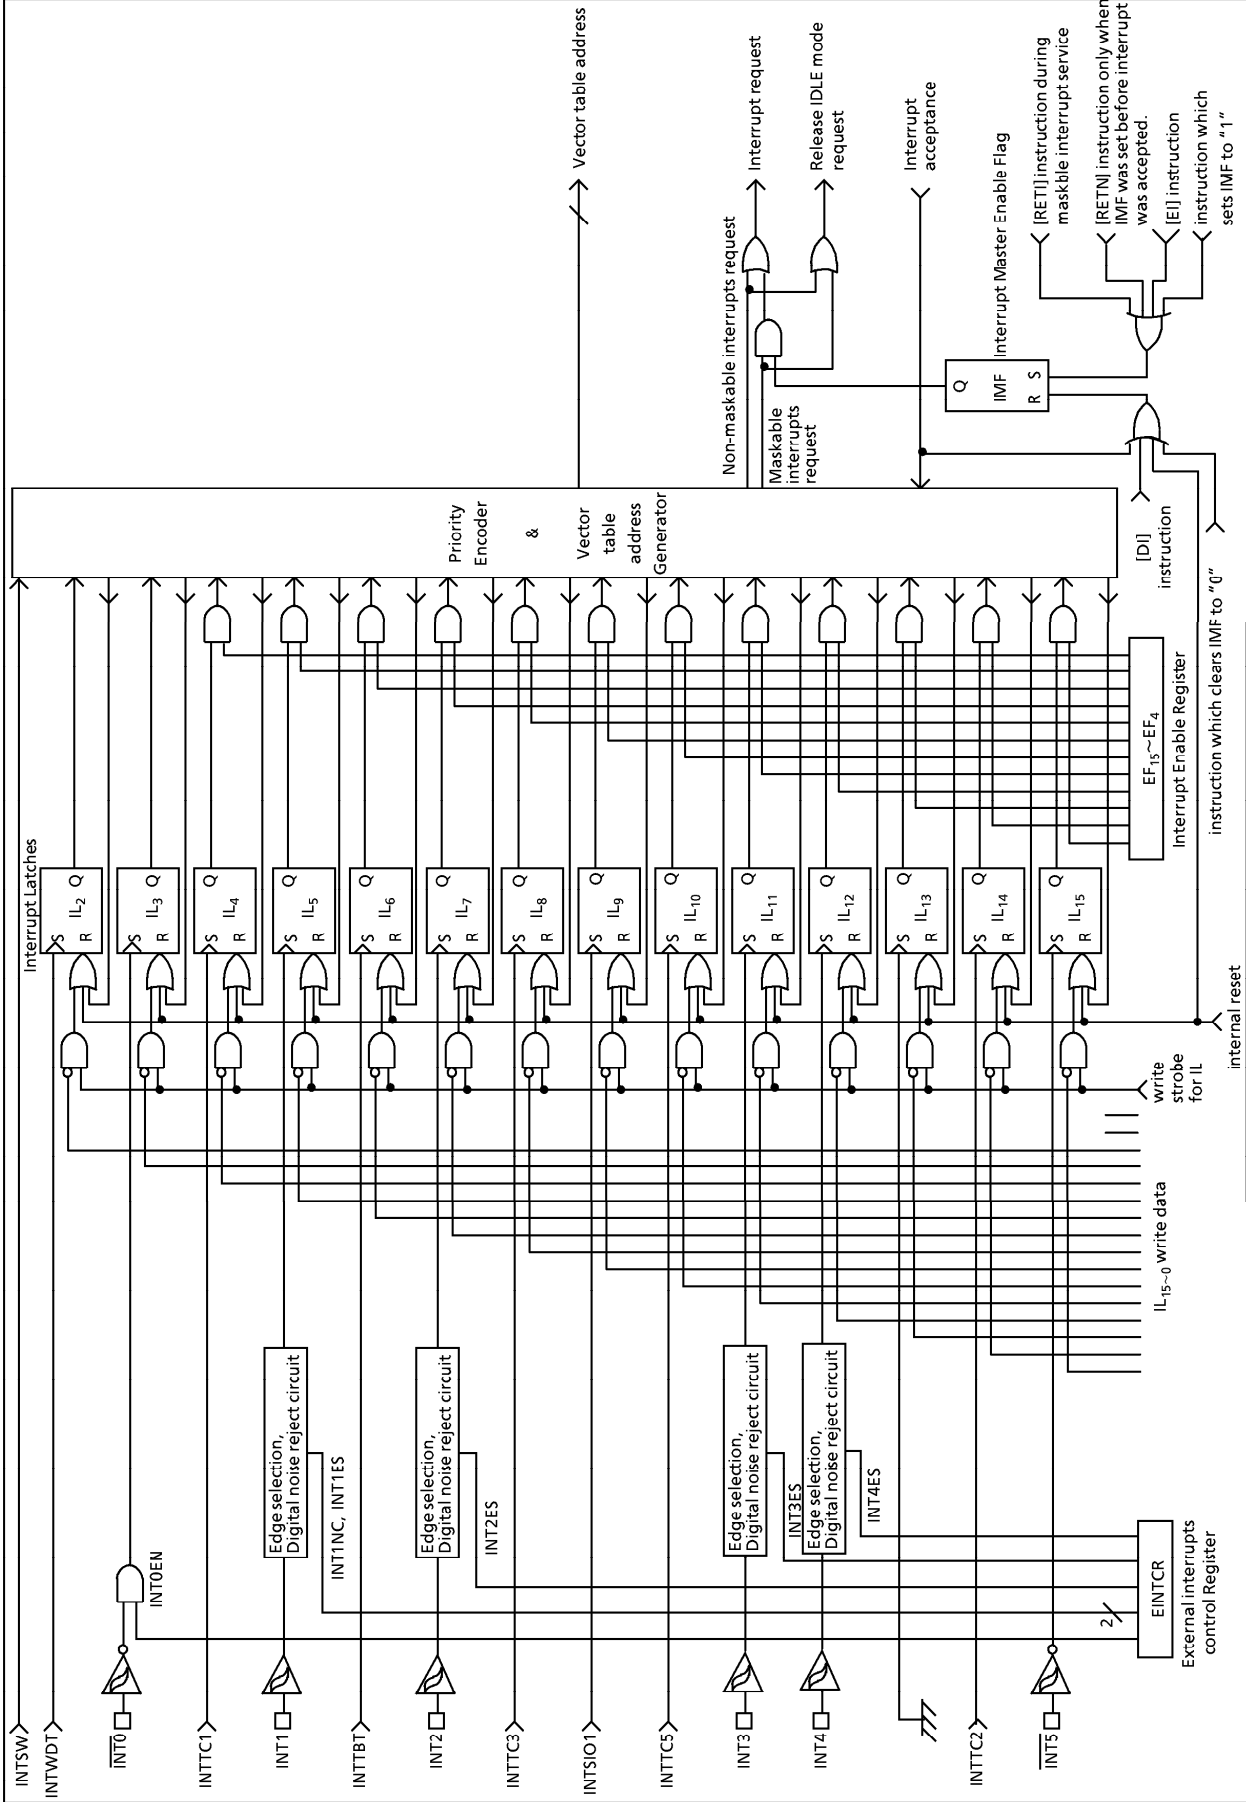 INTSW
INTWDT
INT0
INTTC1
INT1
INTTBT
INT2
INTTC3
INTSIO1
INTTC5
INT3
INT4
INTTC2
INT5
INT0EN
Edge selection,
Digital noise reject circuit
INT1NC, INT1ES
Edge selection,
Digital noise reject circuit
INT2ES
Edge selection,
Digital noise reject circuit
INT3ES
Edge selection,
Digital noise reject circuit
INT4ES
2
EINTCR
External interrupts
control Register
IL15~0 write data
write
strobe
for IL
internal reset
Interrupt Latches
S R Q IL2
S R Q IL3
S R Q IL4
S R Q IL5
S R Q IL6
S R Q IL7
S R Q IL8
S R Q IL9
S R Q IL10
S R Q IL11
S R Q IL12
S R Q IL13
S R Q IL14
S R Q IL15
EF15~EF4
Interrupt Enable Register
instruction which clears IMF to "0"
Priority
Encoder
&
Vector
table
address
Generator
[DI]
instruction
Maskable
interrupts
request
Non-maskable interrupts request
R S
IMF
Q
Interrupt Master Enable Flag
Vector table address
Interrupt request
Release IDLE mode
request
Interrupt
acceptance
[RETI] instruction during
maskble interrupt service
[RETN] instruction only when
IMF was set before interrupt
was accepted.
[EI] instruction
instruction which
sets IMF to "1"